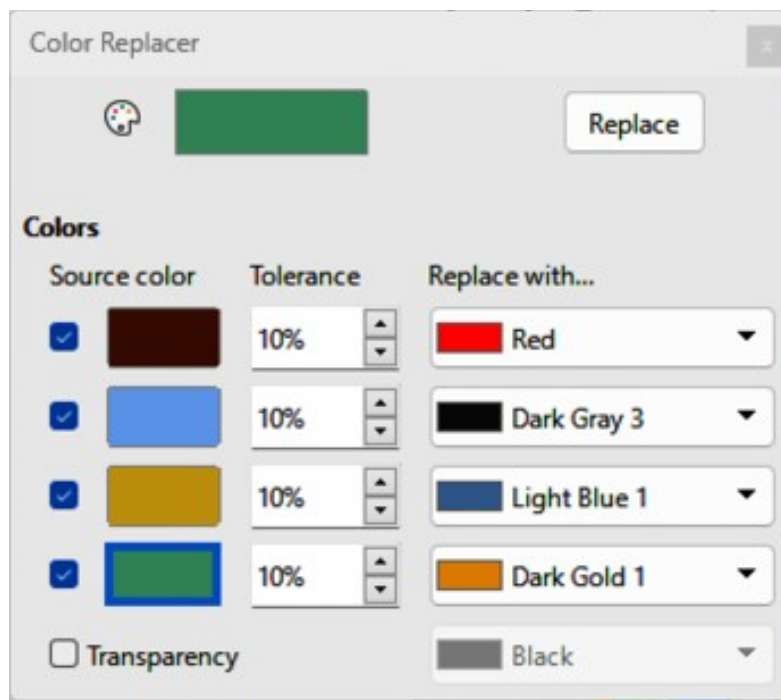 Color Replacer
Replace
Colors
Source color Tolerance Replace with...
10% Red
10% Dark Gray 3
10% Light Blue 1
10% Dark Gold 1
Transparency Black